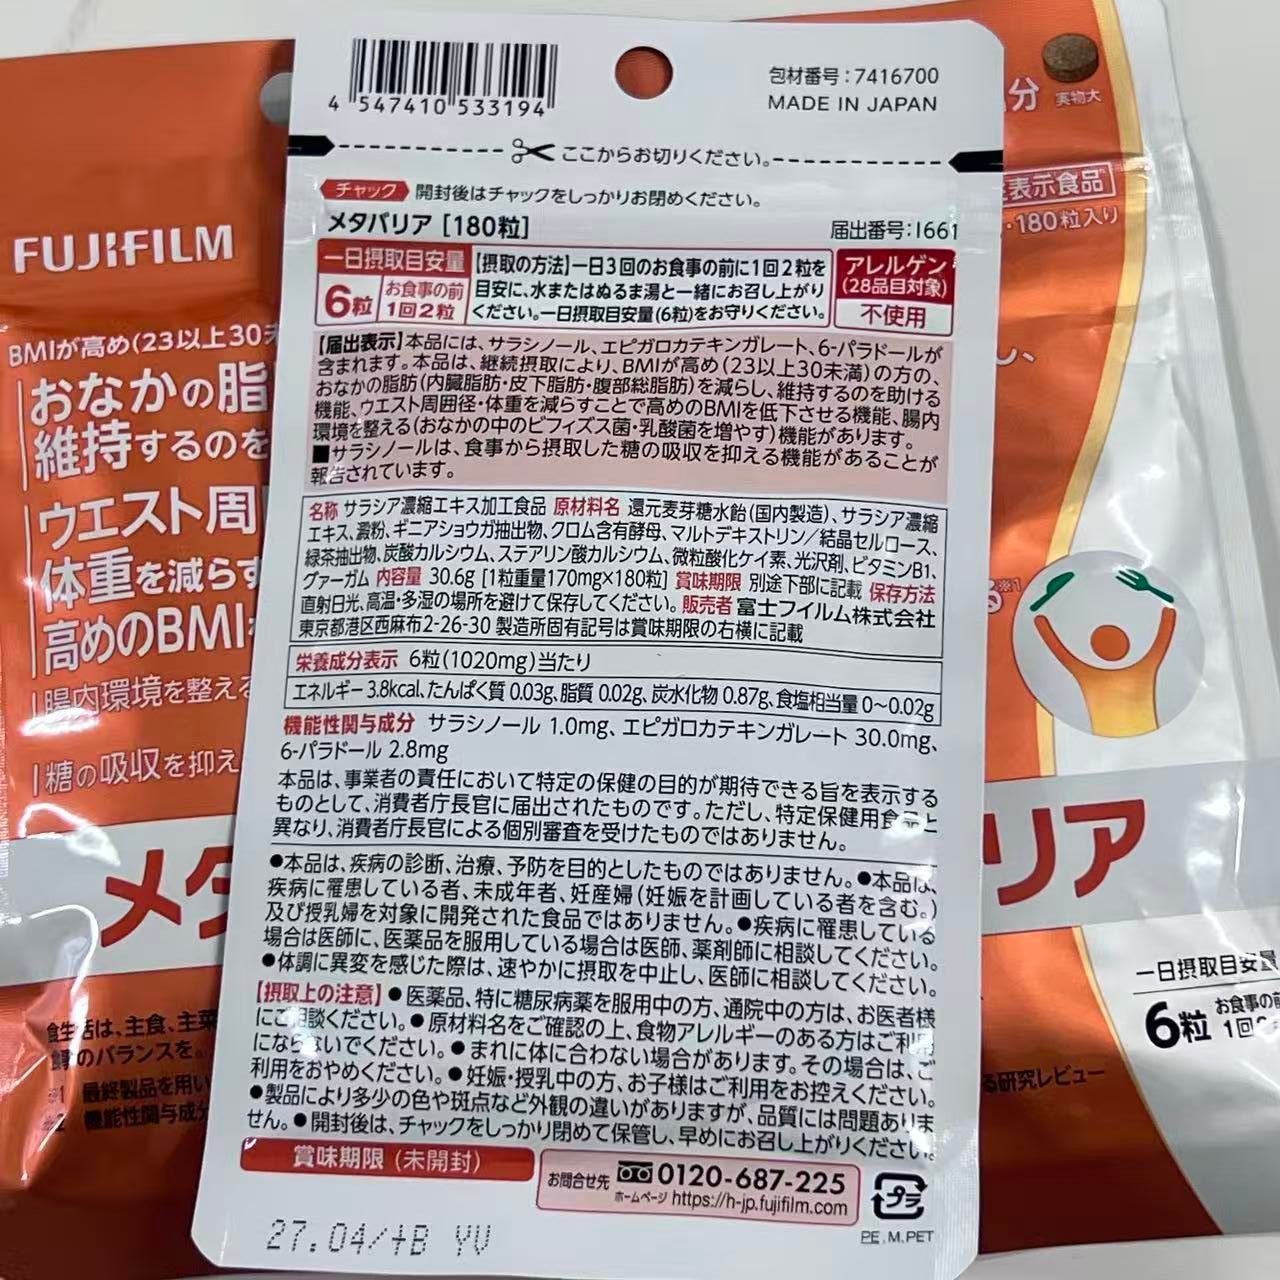 4 547410 533194
包材番号:7416700
MADE IN JAPAN
ここからお切りください。
チャック 開封後はチャックをしっかりお閉めください。
メタバリア [180粒]
届出番号:I661
一日摂取目安量
6粒 お食事の前 1回2粒
【摂取の方法】一日3回のお食事の前に1回2粒を
目安に、水またはぬるま湯と一緒にお召し上がり
ください。一日摂取目安量(6粒)をお守りください。
アレルゲン
(28品目対象)
不使用
【届出表示】本品には、サラシノール、エピガロカテキンガレート、6-パラドールが
含まれます。本品は、継続摂取により、BMIが高め(23以上30未満)の方の、
おなかの脂肪(内臓脂肪・皮下脂肪・腹部総脂肪)を減らし、維持するのを助ける
機能、ウエスト周囲径・体重を減らすことで高めのBMIを低下させる機能、腸内
環境を整える(おなかの中のビフィズス菌・乳酸菌を増やす)機能があります。
■サラシノールは、食事から摂取した糖の吸収を抑える機能があることが
報告されています。
名称 サラシア濃縮エキス加工食品 原材料名 還元麦芽糖水飴(国内製造)、サラシア濃縮
エキス、澱粉、ギニアショウガ抽出物、クロム含有酵母、マルトデキストリン/結晶セルロース、
緑茶抽出物、炭酸カルシウム、ステアリン酸カルシウム、微粒酸化ケイ素、光沢剤、ビタミンB1、
グァーガム 内容量 30.6g [1粒重量170mg×180粒] 賞味期限 別途下部に記載 保存方法
直射日光、高温・多湿の場所を避けて保存してください。 販売者 富士フイルム株式会社
東京都港区西麻布2-26-30 製造所固有記号は賞味期限の右横に記載
栄養成分表示 6粒(1020mg)当たり
エネルギー 3.8kcal、たんぱく質 0.03g、脂質 0.02g、炭水化物 0.87g、食塩相当量 0〜0.02g
機能性関与成分 サラシノール 1.0mg、エピガロカテキンガレート 30.0mg、
6-パラドール 2.8mg
本品は、事業者の責任において特定の保健の目的が期待できる旨を表示する
ものとして、消費者庁長官に届出されたものです。ただし、特定保健用食品と
異なり、消費者庁長官による個別審査を受けたものではありません。
●本品は、疾病の診断、治療、予防を目的としたものではありません。●本品は、
疾病に罹患している者、未成年者、妊産婦(妊娠を計画している者を含む。)
及び授乳婦を対象に開発された食品ではありません。●疾病に罹患している
場合は医師に、医薬品を服用している場合は医師、薬剤師に相談してください。
●体調に異変を感じた際は、速やかに摂取を中止し、医師に相談してください。
【摂取上の注意】●医薬品、特に糖尿病薬を服用中の方、通院中の方は、お医者様
にご相談ください。●原材料名をご確認の上、食物アレルギーのある方はご利用
にならないでください。●まれに体に合わない場合があります。その場合は、ご
利用をおやめください。●妊娠・授乳中の方、お子様はご利用をお控えください。
●製品により多少の色や斑点など外観の違いがありますが、品質には問題ありま
せん。●開封後は、チャックをしっかり閉めて保管し、早めにお召し上がりください。
賞味期限 (未開封)
27.04/+B YU
お問合せ先 0120-687-225
ホームページ https://h-jp.fujifilm.com
プラ
PE、M、PET
FUJIFILM
BMIが高め(23以上30未
おなかの脂
維持するのを
ウエスト周
体重を減らす
高めのBMI
腸内環境を整える
糖の吸収を抑え
メタ
食生活は、主食、主菜
食事のバランスを。
※1 最終製品を用い
※2 機能性関与成分
分
実物大
表示食品
・180粒入り
し、
る※1
リア
一日摂取目安量
6粒 お食事の前
1回2
る研究レビュー